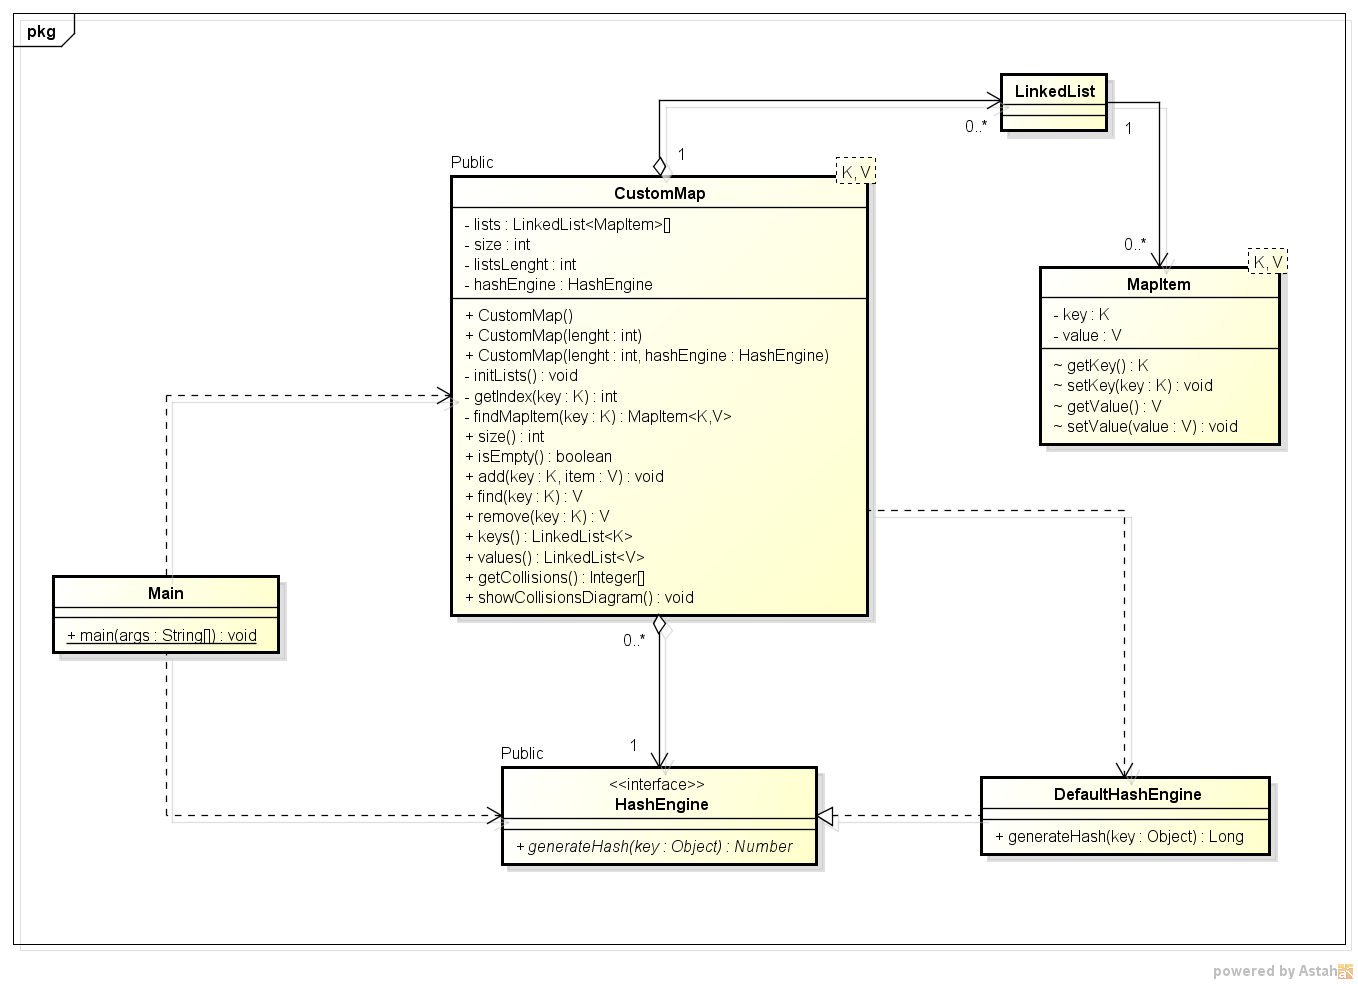 pkg
LinkedList
0..*
1
1
Public
K,V
CustomMap
- lists : LinkedList<MapItem>[]
- size : int
- listsLenght : int
- hashEngine : HashEngine
+ CustomMap()
+ CustomMap(lenght : int)
+ CustomMap(lenght : int, hashEngine : HashEngine)
- initLists() : void
- getIndex(key : K) : int
- findMapItem(key : K) : MapItem<K,V>
+ size() : int
+ isEmpty() : boolean
+ add(key : K, item : V) : void
+ find(key : K) : V
+ remove(key : K) : V
+ keys() : LinkedList<K>
+ values() : LinkedList<V>
+ getCollisions() : Integer[]
+ showCollisionsDiagram() : void
0..*
K,V
MapItem
- key : K
- value : V
~ getKey() : K
~ setKey(key : K) : void
~ getValue() : V
~ setValue(value : V) : void
Main
+ main(args : String[]) : void
0..*
1
Public
<<interface>>
HashEngine
+ generateHash(key : Object) : Number
DefaultHashEngine
+ generateHash(key : Object) : Long
powered by Astah